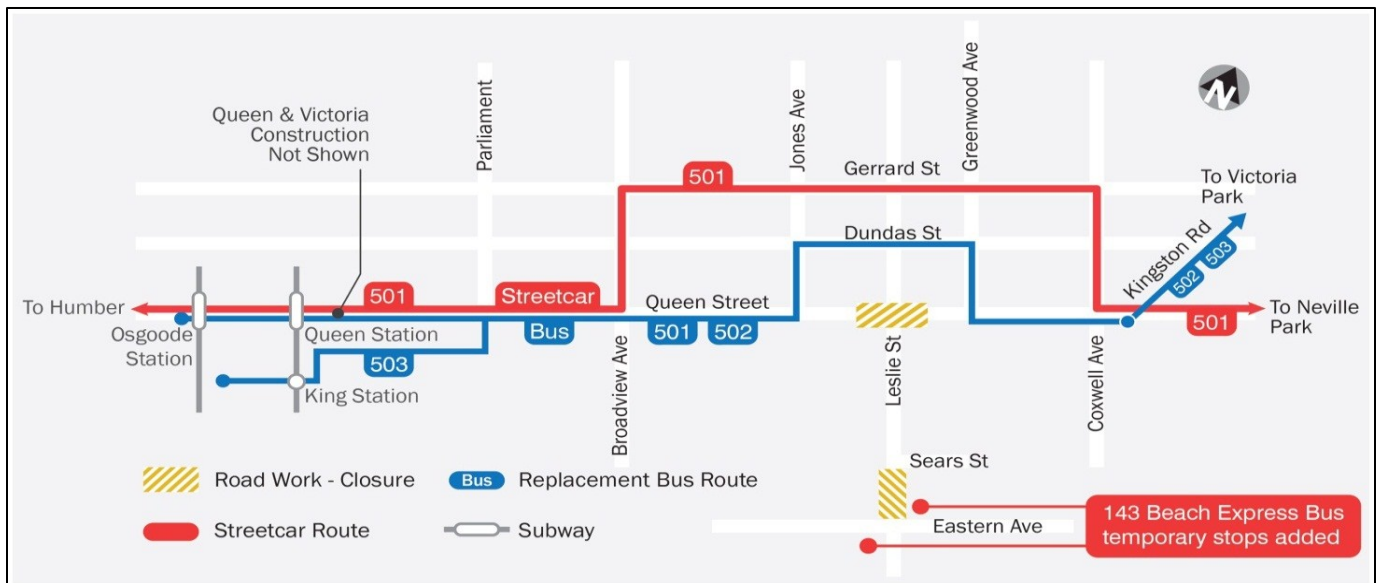 Queen & Victoria
Construction
Not Shown
Parliament
Jones Ave
Greenwood Ave
N
501
Gerrard St
To Victoria
Park
Dundas St
Kingston Rd
502
503
To Humber
501
Streetcar
Queen Street
To Neville
Park
Osgoode
Station
Queen Station
Bus
501
502
501
503
King Station
Broadview Ave
Leslie St
Coxwell Ave
Sears St
Road Work - Closure
Bus
Replacement Bus Route
Streetcar Route
Subway
Eastern Ave
143 Beach Express Bus
temporary stops added